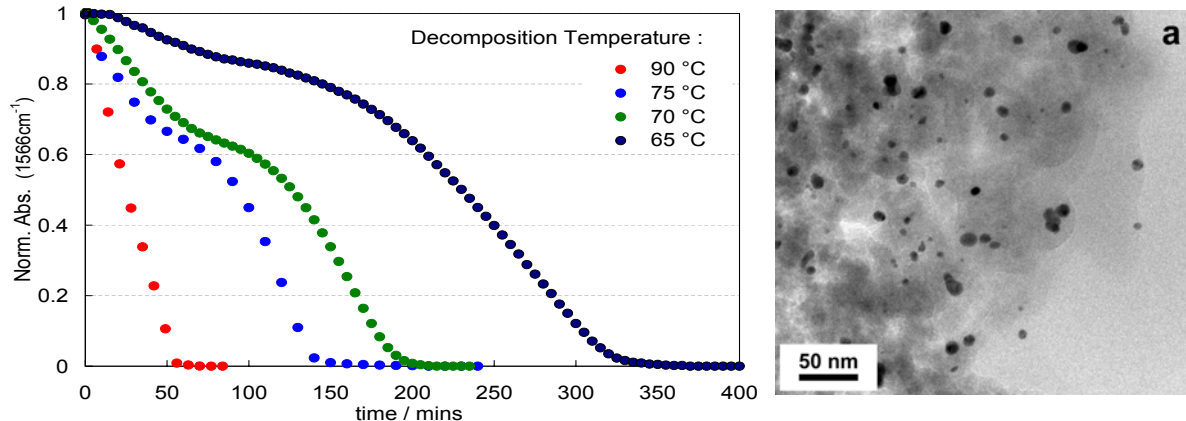 Decomposition Temperature :
90 °C
75 °C
70 °C
65 °C
Norm. Abs. (1566cm-1)
1
0.8
0.6
0.4
0.2
0
0 50 100 150 200 250 300 350 400
time / mins
a
50 nm